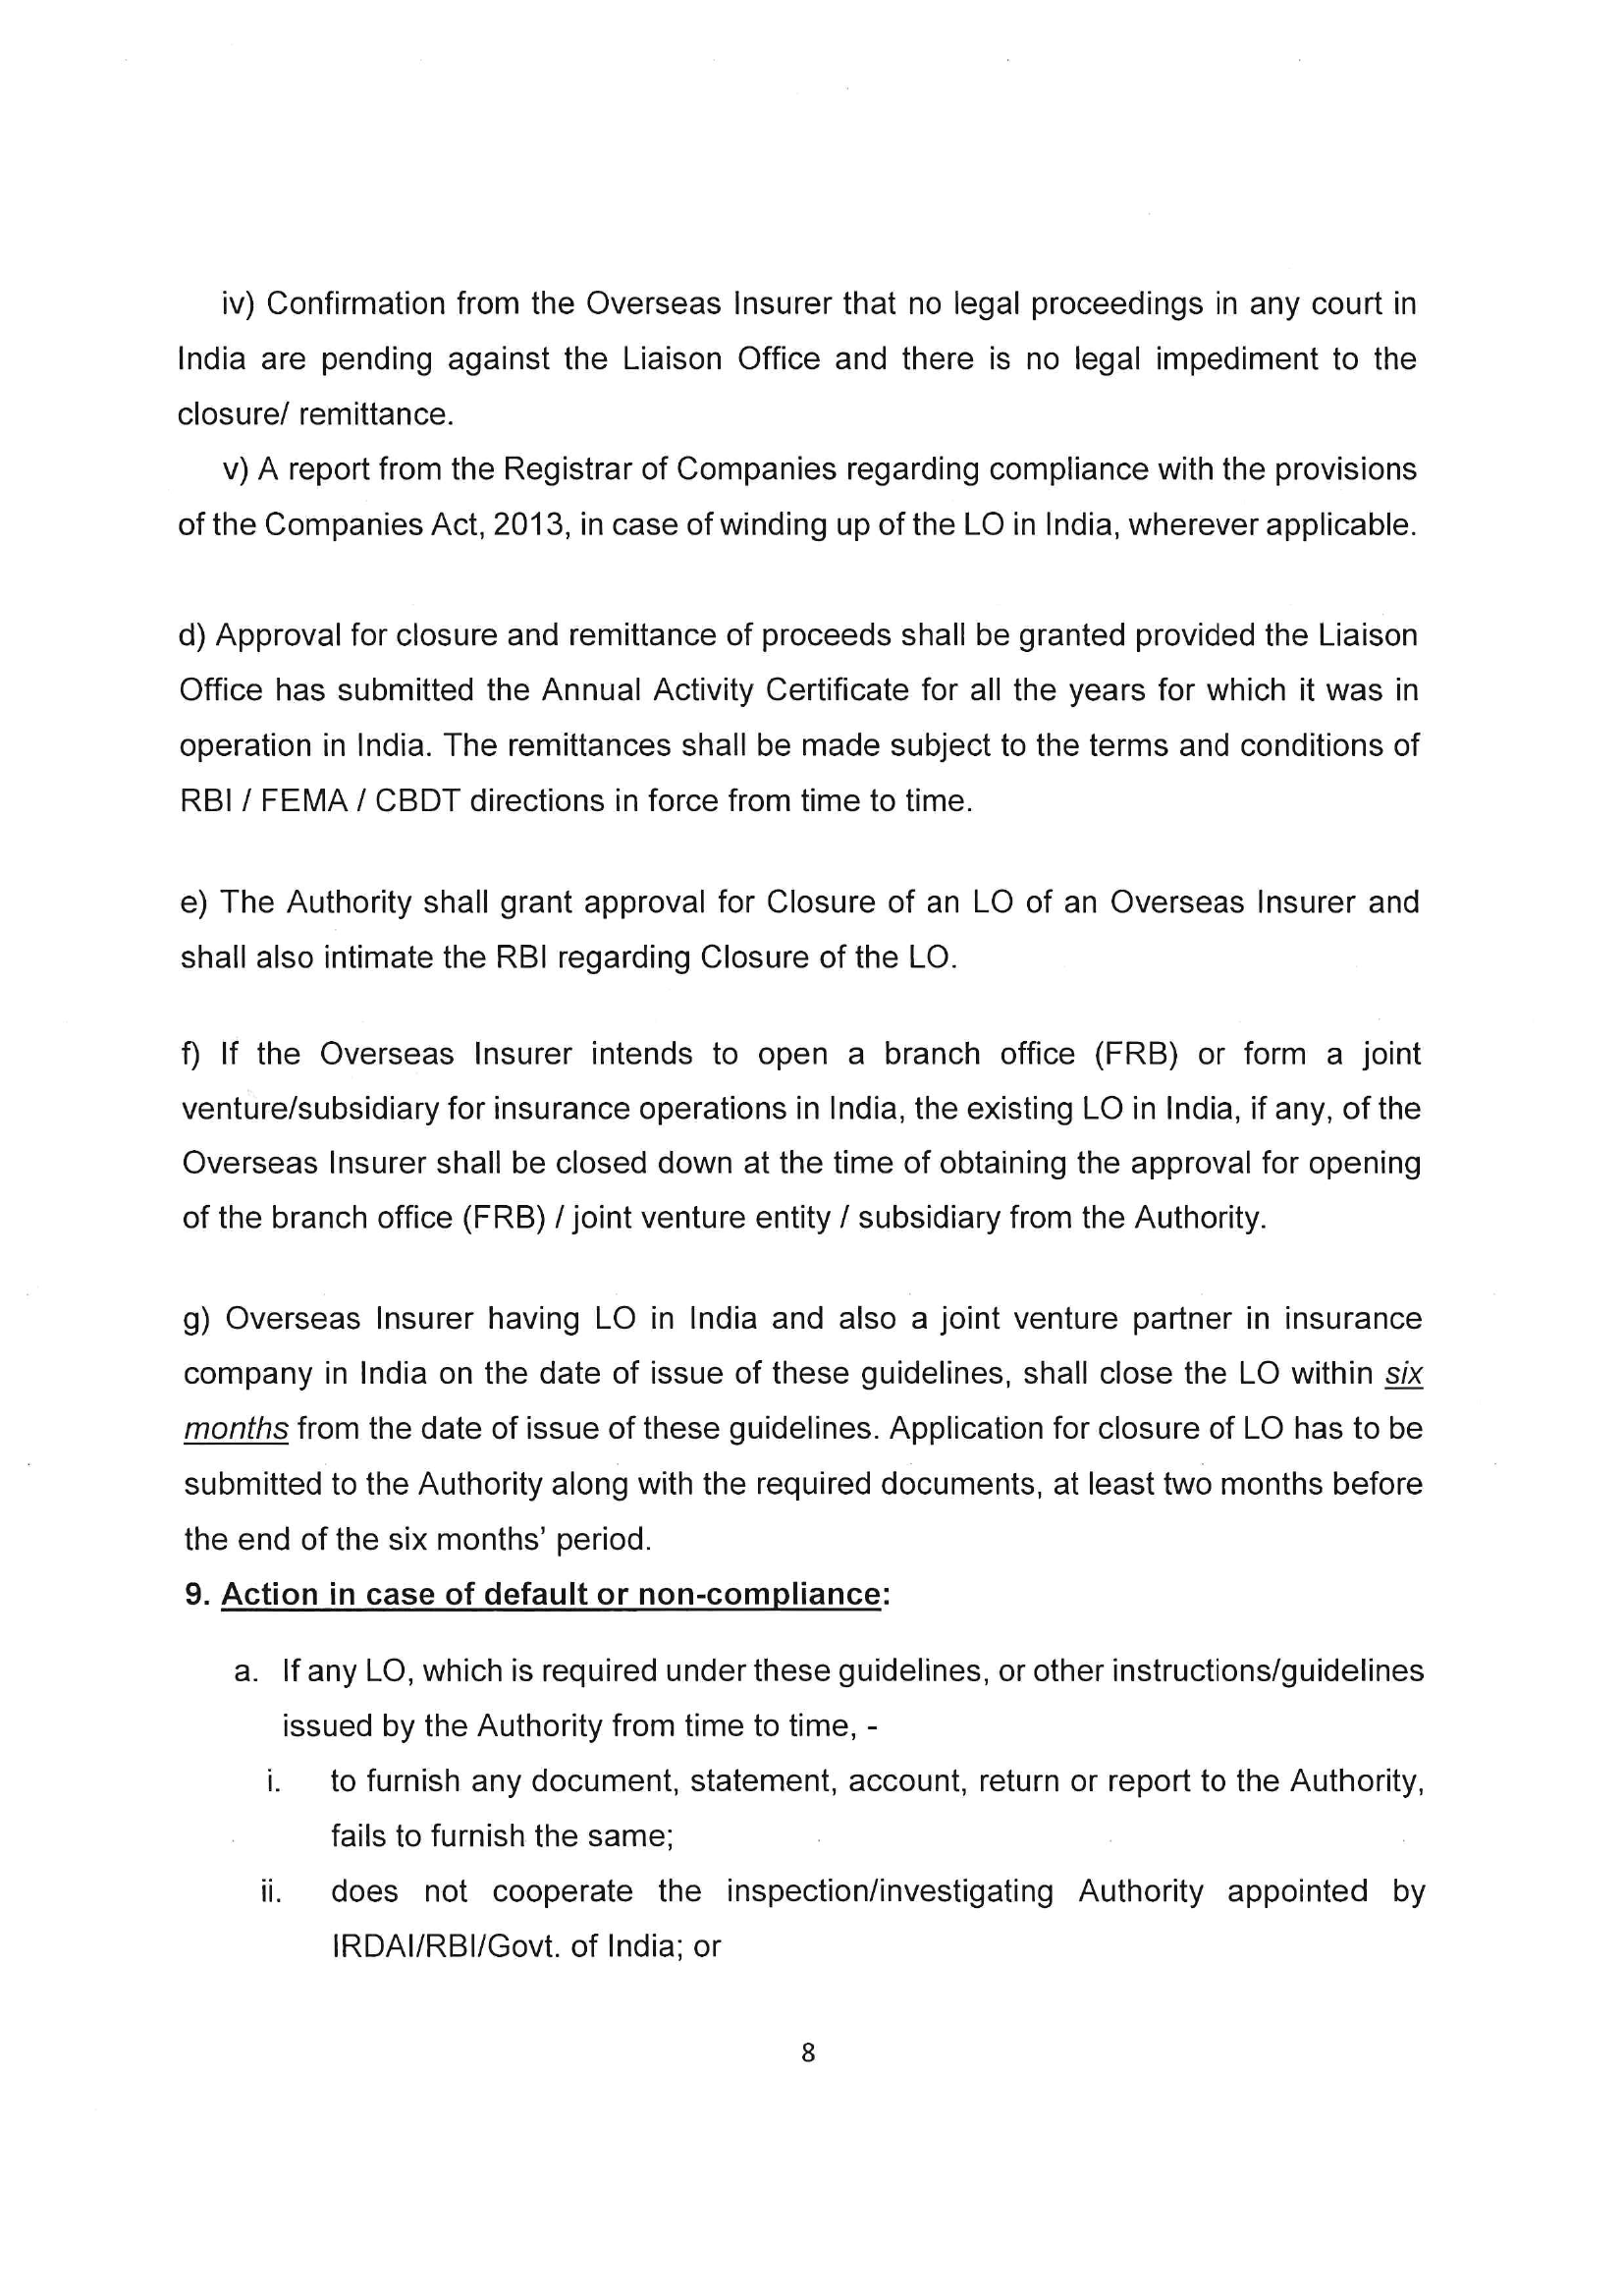 iv) Confirmation from the Overseas Insurer that no legal proceedings in any court in
India are pending against the Liaison Office and there is no legal impediment to the
closure/ remittance.
v) A report from the Registrar of Companies regarding compliance with the provisions
of the Companies Act, 2013, in case of winding up of the LO in India, wherever applicable.
d) Approval for closure and remittance of proceeds shall be granted provided the Liaison
Office has submitted the Annual Activity Certificate for all the years for which it was in
operation in India. The remittances shall be made subject to the terms and conditions of
RBI / FEMA / CBDT directions in force from time to time.
e) The Authority shall grant approval for Closure of an LO of an Overseas Insurer and
shall also intimate the RBI regarding Closure of the LO.
f) If the Overseas Insurer intends to open a branch office (FRB) or form a joint
venture/subsidiary for insurance operations in India, the existing LO in India, if any, of the
Overseas Insurer shall be closed down at the time of obtaining the approval for opening
of the branch office (FRB) / joint venture entity / subsidiary from the Authority.
g) Overseas Insurer having LO in India and also a joint venture partner in insurance
company in India on the date of issue of these guidelines, shall close the LO within six
months from the date of issue of these guidelines. Application for closure of LO has to be
submitted to the Authority along with the required documents, at least two months before
the end of the six months’ period.
9. Action in case of default or non-compliance:
a. If any LO, which is required under these guidelines, or other instructions/guidelines
issued by the Authority from time to time, -
i. to furnish any document, statement, account, return or report to the Authority,
fails to furnish the same;
ii. does not cooperate the inspection/investigating Authority appointed by
IRDAI/RBI/Govt. of India; or
8